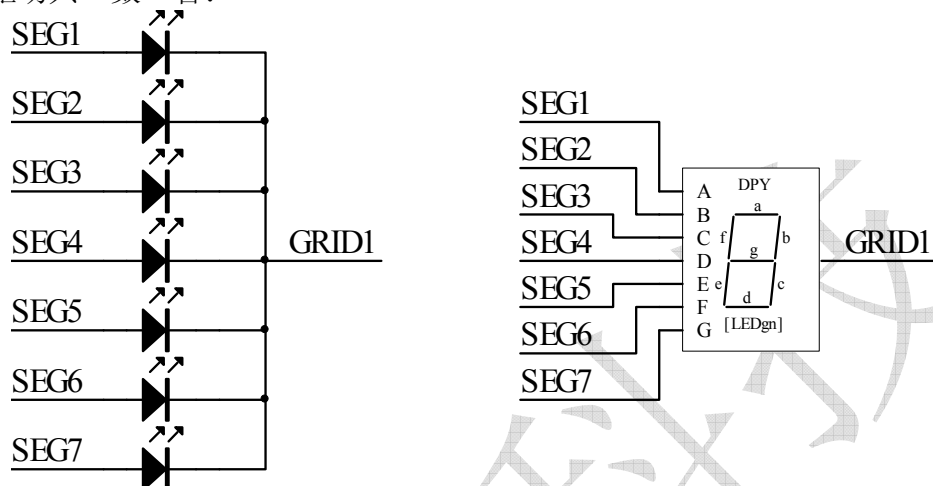 SEG1
SEG2
SEG3
SEG4
SEG5
SEG6
SEG7
GRID1
SEG1
SEG2
SEG3
SEG4
SEG5
SEG6
SEG7
A
B
C
D
E
F
G
DPY
a
f
b
g
e
c
d
[LEDgn]
GRID1